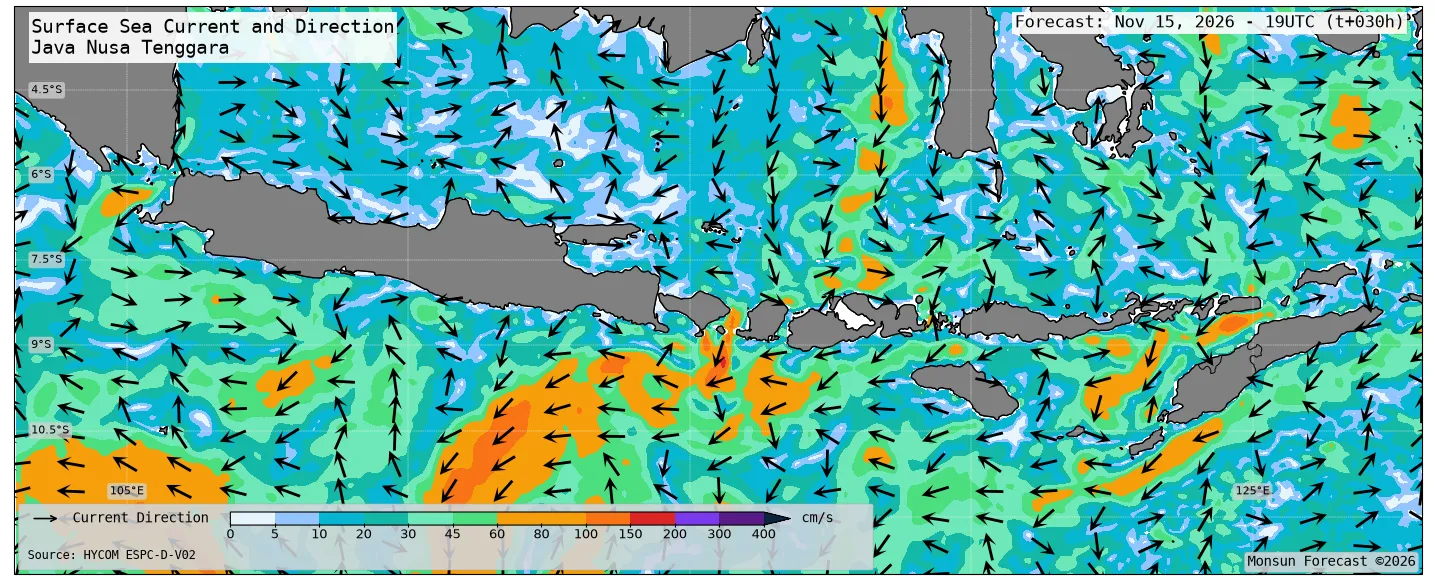 Surface Sea Current and Direction
Java Nusa Tenggara
Forecast: Nov 15, 2026 - 19UTC (t+030h)
4.5°S
6°S
7.5°S
9°S
10.5°S
105°E
125°E
Current Direction
0 5 10 20 30 45 60 80 100 150 200 300 400
cm/s
Source: HYCOM ESPC-D-V02
Monsun Forecast ©2026